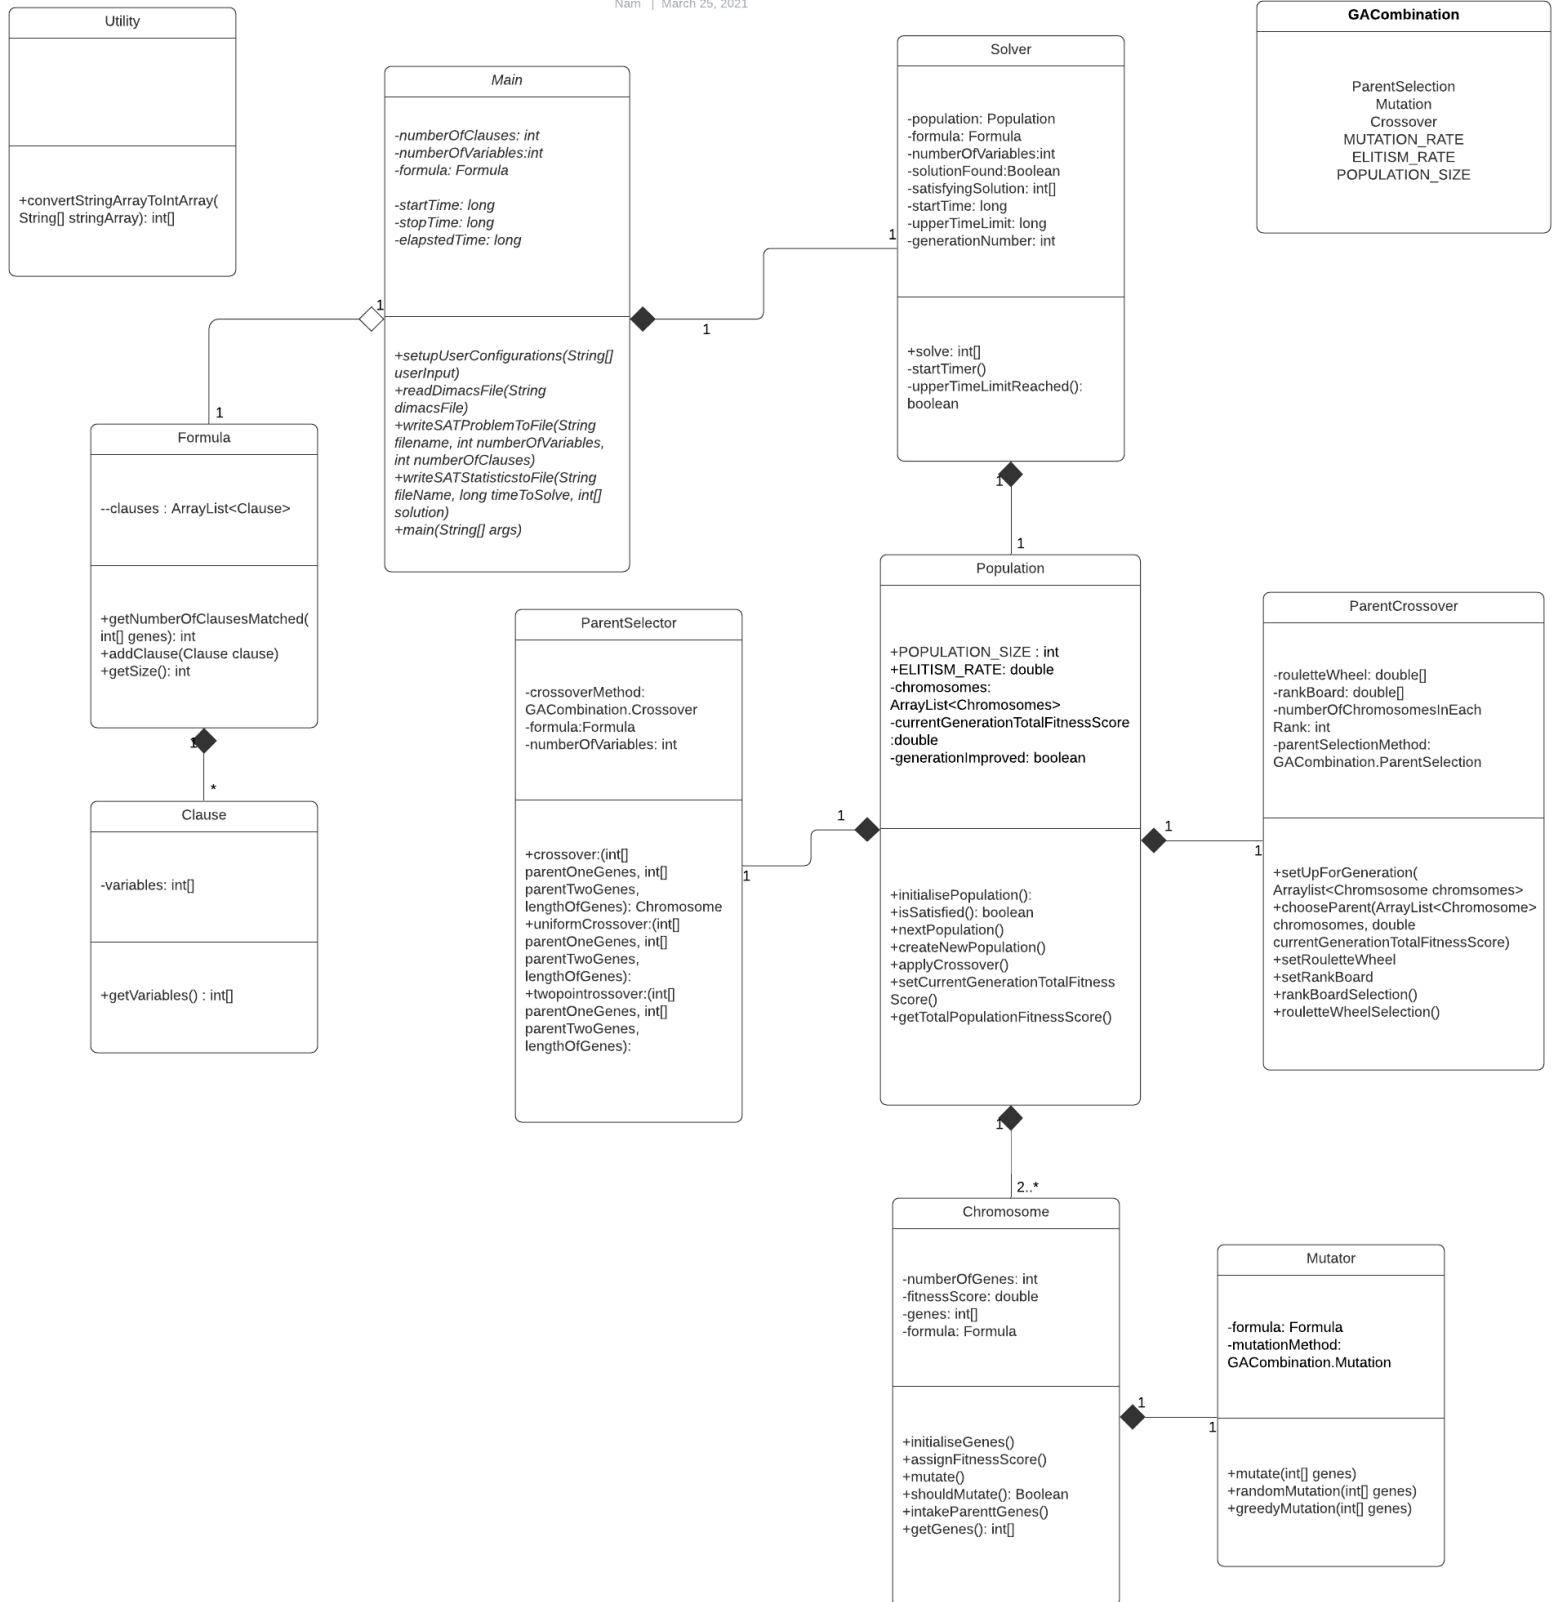 Nam | March 25, 2021
Utility
+convertStringArrayToIntArray(
String[] stringArray): int[]
Main
-numberOfClauses: int
-numberOfVariables:int
-formula: Formula
-startTime: long
-stopTime: long
-elapstedTime: long
+setupUserConfigurations(String[]
userInput)
+readDimacsFile(String
dimacsFile)
+writeSATProblemToFile(String
filename, int numberOfVariables,
int numberOfClauses)
+writeSATStatisticstoFile(String
fileName, long timeToSolve, int[]
solution)
+main(String[] args)
Solver
-population: Population
-formula: Formula
-numberOfVariables:int
-solutionFound:Boolean
-satisfyingSolution: int[]
-startTime: long
-upperTimeLimit: long
-generationNumber: int
+solve: int[]
-startTimer()
-upperTimeLimitReached():
boolean
GACombination
ParentSelection
Mutation
Crossover
MUTATION_RATE
ELITISM_RATE
POPULATION_SIZE
1
1
1
1
Formula
--clauses : ArrayList<Clause>
+getNumberOfClausesMatched(
int[] genes): int
+addClause(Clause clause)
+getSize(): int
1
*
Clause
-variables: int[]
+getVariables() : int[]
1
1
ParentSelector
-crossoverMethod:
GACombination.Crossover
-formula:Formula
-numberOfVariables: int
+crossover:(int[]
parentOneGenes, int[]
parentTwoGenes,
lengthOfGenes): Chromosome
+uniformCrossover:(int[]
parentOneGenes, int[]
parentTwoGenes,
lengthOfGenes):
+twopointrossover:(int[]
parentOneGenes, int[]
parentTwoGenes,
lengthOfGenes):
1
1
Population
+POPULATION_SIZE : int
+ELITISM_RATE: double
-chromosomes:
ArrayList<Chromosomes>
-currentGenerationTotalFitnessScore
:double
-generationImproved: boolean
+initialisePopulation():
+isSatisfied(): boolean
+nextPopulation()
+createNewPopulation()
+applyCrossover()
+setCurrentGenerationTotalFitness
Score()
+getTotalPopulationFitnessScore()
1
1
ParentCrossover
-rouletteWheel: double[]
-rankBoard: double[]
-numberOfChromosomesInEach
Rank: int
-parentSelectionMethod:
GACombination.ParentSelection
+setUpForGeneration(
Arraylist<Chromsosome chromsomes>
+chooseParent(ArrayList<Chromosome>
chromosomes, double
currentGenerationTotalFitnessScore)
+setRouletteWheel
+setRankBoard
+rankBoardSelection()
+rouletteWheelSelection()
1
2..*
Chromosome
-numberOfGenes: int
-fitnessScore: double
-genes: int[]
-formula: Formula
+initialiseGenes()
+assignFitnessScore()
+mutate()
+shouldMutate(): Boolean
+intakeParenttGenes()
+getGenes(): int[]
1
1
Mutator
-formula: Formula
-mutationMethod:
GACombination.Mutation
+mutate(int[] genes)
+randomMutation(int[] genes)
+greedyMutation(int[] genes)